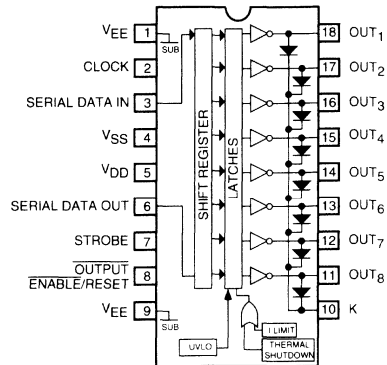 VEE 1 SUB 18 OUT1
CLOCK 2 17 OUT2
SERIAL DATA IN 3 16 OUT3
VSS 4 15 OUT4
VDD 5 14 OUT5
SERIAL DATA OUT 6 13 OUT6
STROBE 7 12 OUT7
OUTPUT
ENABLE/RESET 8 11 OUT8
VEE 9 SUB 10 K
SHIFT REGISTER
LATCHES
I LIMIT
UVLO
THERMAL
SHUTDOWN